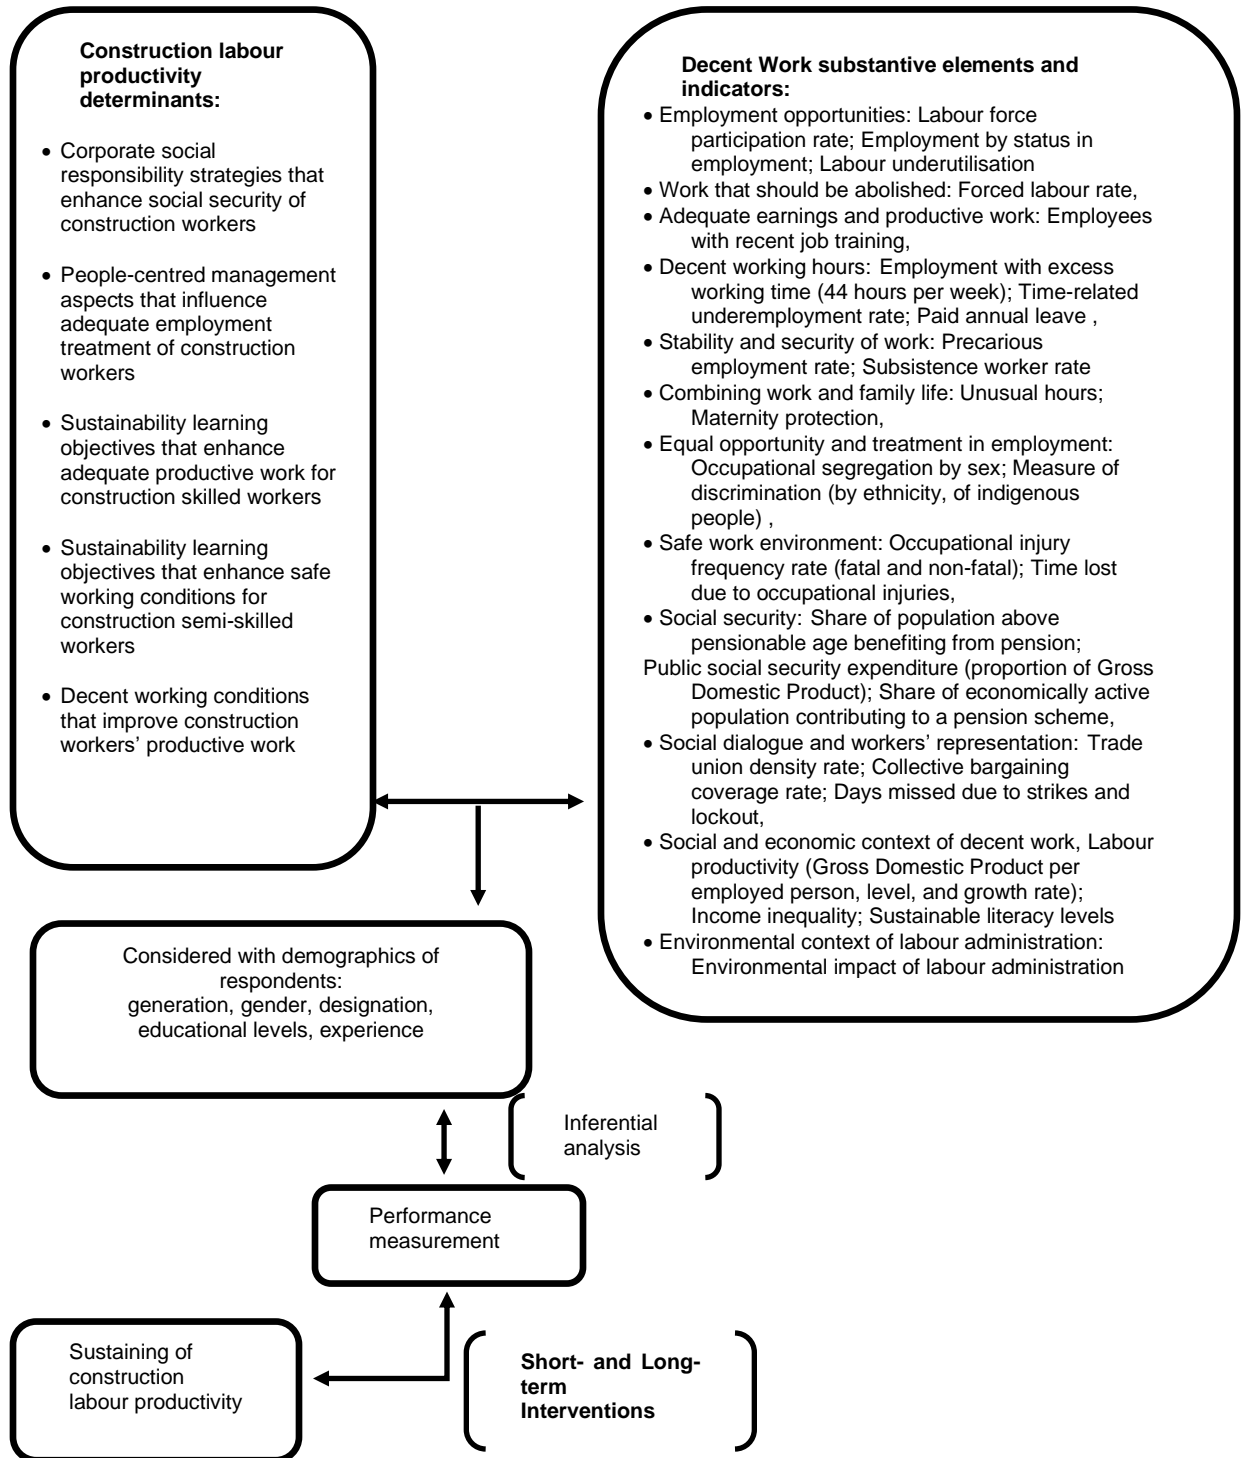 Construction labour
productivity
determinants:
• Corporate social
responsibility strategies that
enhance social security of
construction workers
• People-centred management
aspects that influence
adequate employment
treatment of construction
workers
• Sustainability learning
objectives that enhance
adequate productive work for
construction skilled workers
• Sustainability learning
objectives that enhance safe
working conditions for
construction semi-skilled
workers
• Decent working conditions
that improve construction
workers’ productive work
Decent Work substantive elements and
indicators:
• Employment opportunities: Labour force
participation rate; Employment by status in
employment; Labour underutilisation
• Work that should be abolished: Forced labour rate,
• Adequate earnings and productive work: Employees
with recent job training,
• Decent working hours: Employment with excess
working time (44 hours per week); Time-related
underemployment rate; Paid annual leave ,
• Stability and security of work: Precarious
employment rate; Subsistence worker rate
• Combining work and family life: Unusual hours;
Maternity protection,
• Equal opportunity and treatment in employment:
Occupational segregation by sex; Measure of
discrimination (by ethnicity, of indigenous
people) ,
• Safe work environment: Occupational injury
frequency rate (fatal and non-fatal); Time lost
due to occupational injuries,
• Social security: Share of population above
pensionable age benefiting from pension;
Public social security expenditure (proportion of Gross
Domestic Product); Share of economically active
population contributing to a pension scheme,
• Social dialogue and workers’ representation: Trade
union density rate; Collective bargaining
coverage rate; Days missed due to strikes and
lockout,
• Social and economic context of decent work, Labour
productivity (Gross Domestic Product per
employed person, level, and growth rate);
Income inequality; Sustainable literacy levels
• Environmental context of labour administration:
Environmental impact of labour administration
Considered with demographics of
respondents:
generation, gender, designation,
educational levels, experience
Inferential
analysis
Performance
measurement
Sustaining of
construction
labour productivity
Short- and Long-
term
Interventions